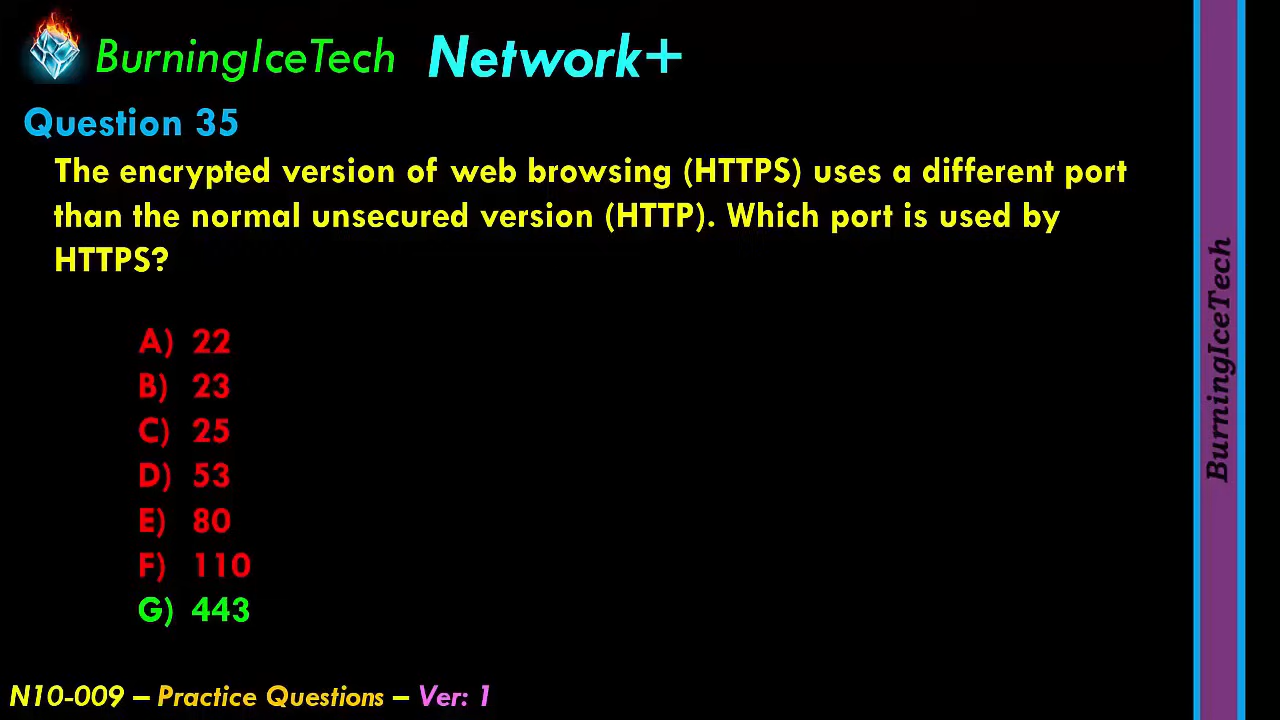 BurningIceTech Network+
Question 35
The encrypted version of web browsing (HTTPS) uses a different port
than the normal unsecured version (HTTP). Which port is used by
HTTPS?
A) 22
B) 23
C) 25
D) 53
E) 80
F) 110
G) 443
N10-009 – Practice Questions – Ver: 1
BurningIceTech